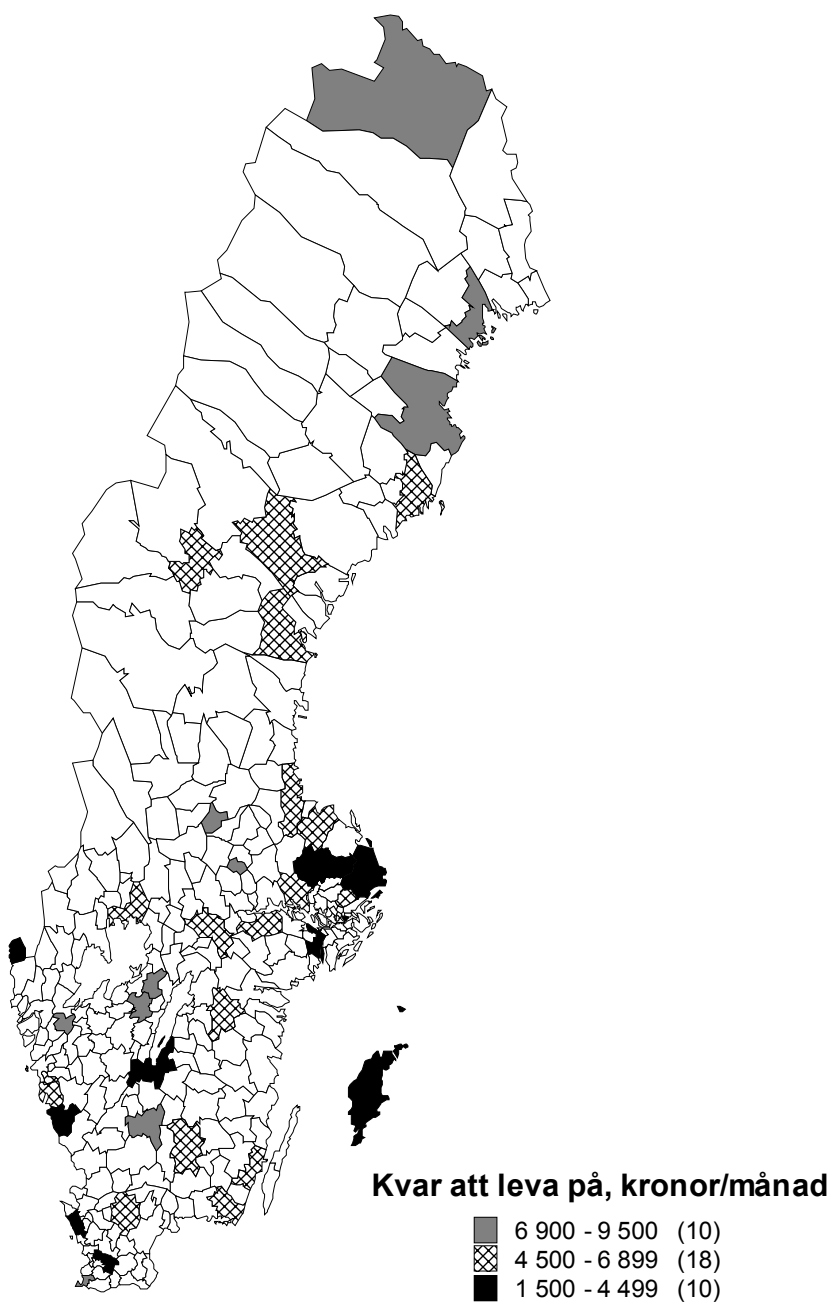 Kvar att leva på, kronor/månad
6 900 - 9 500 (10)
4 500 - 6 899 (18)
1 500 - 4 499 (10)